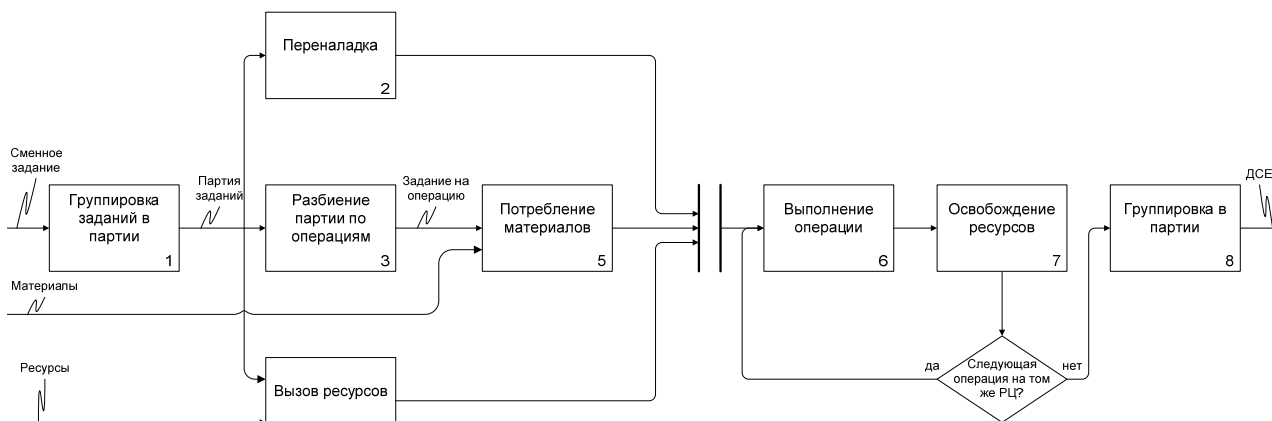 Переналадка
2
Сменное
задание
Группировка
заданий в
партии
1
Партия
заданий
Разбиение
партии по
операциям
3
Задание на
операцию
Потребление
материалов
5
Выполнение
операции
6
Освобождение
ресурсов
7
Группировка в
партии
8
ДСЕ
Материалы
Ресурсы
Вызов ресурсов
да
Следующая
операция на том
же РЦ?
нет